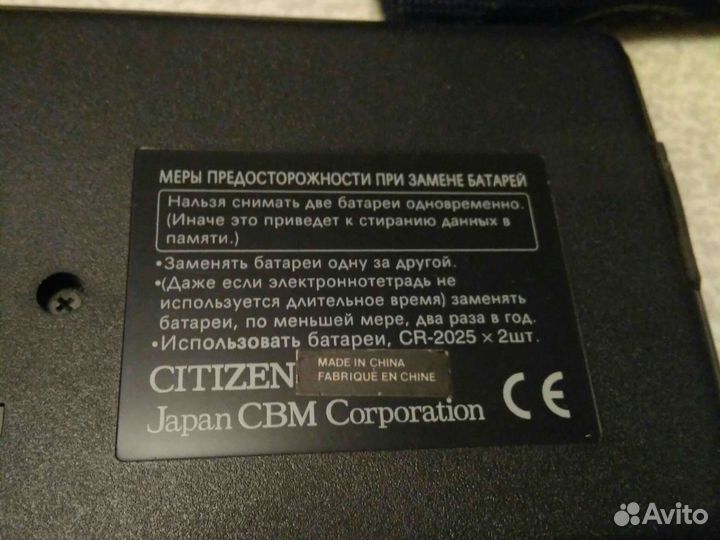 МЕРЫ ПРЕДОСТОРОЖНОСТИ ПРИ ЗАМЕНЕ БАТАРЕЙ
Нальзя снимать две батареи одновременно.
(Иначе это приведет к стиранию данных в
памяти.)
•Заменять батареи одну за другой.
•(Даже если электроннотетрадь не
используется длительное время) заменять
батареи, по меньшей мере, два раза в год.
•Использовать батареи, CR-2025 × 2шт.
CITIZEN
MADE IN CHINA
FABRIQUÉ EN CHINE
Japan CBM Corporation
CE
Avito